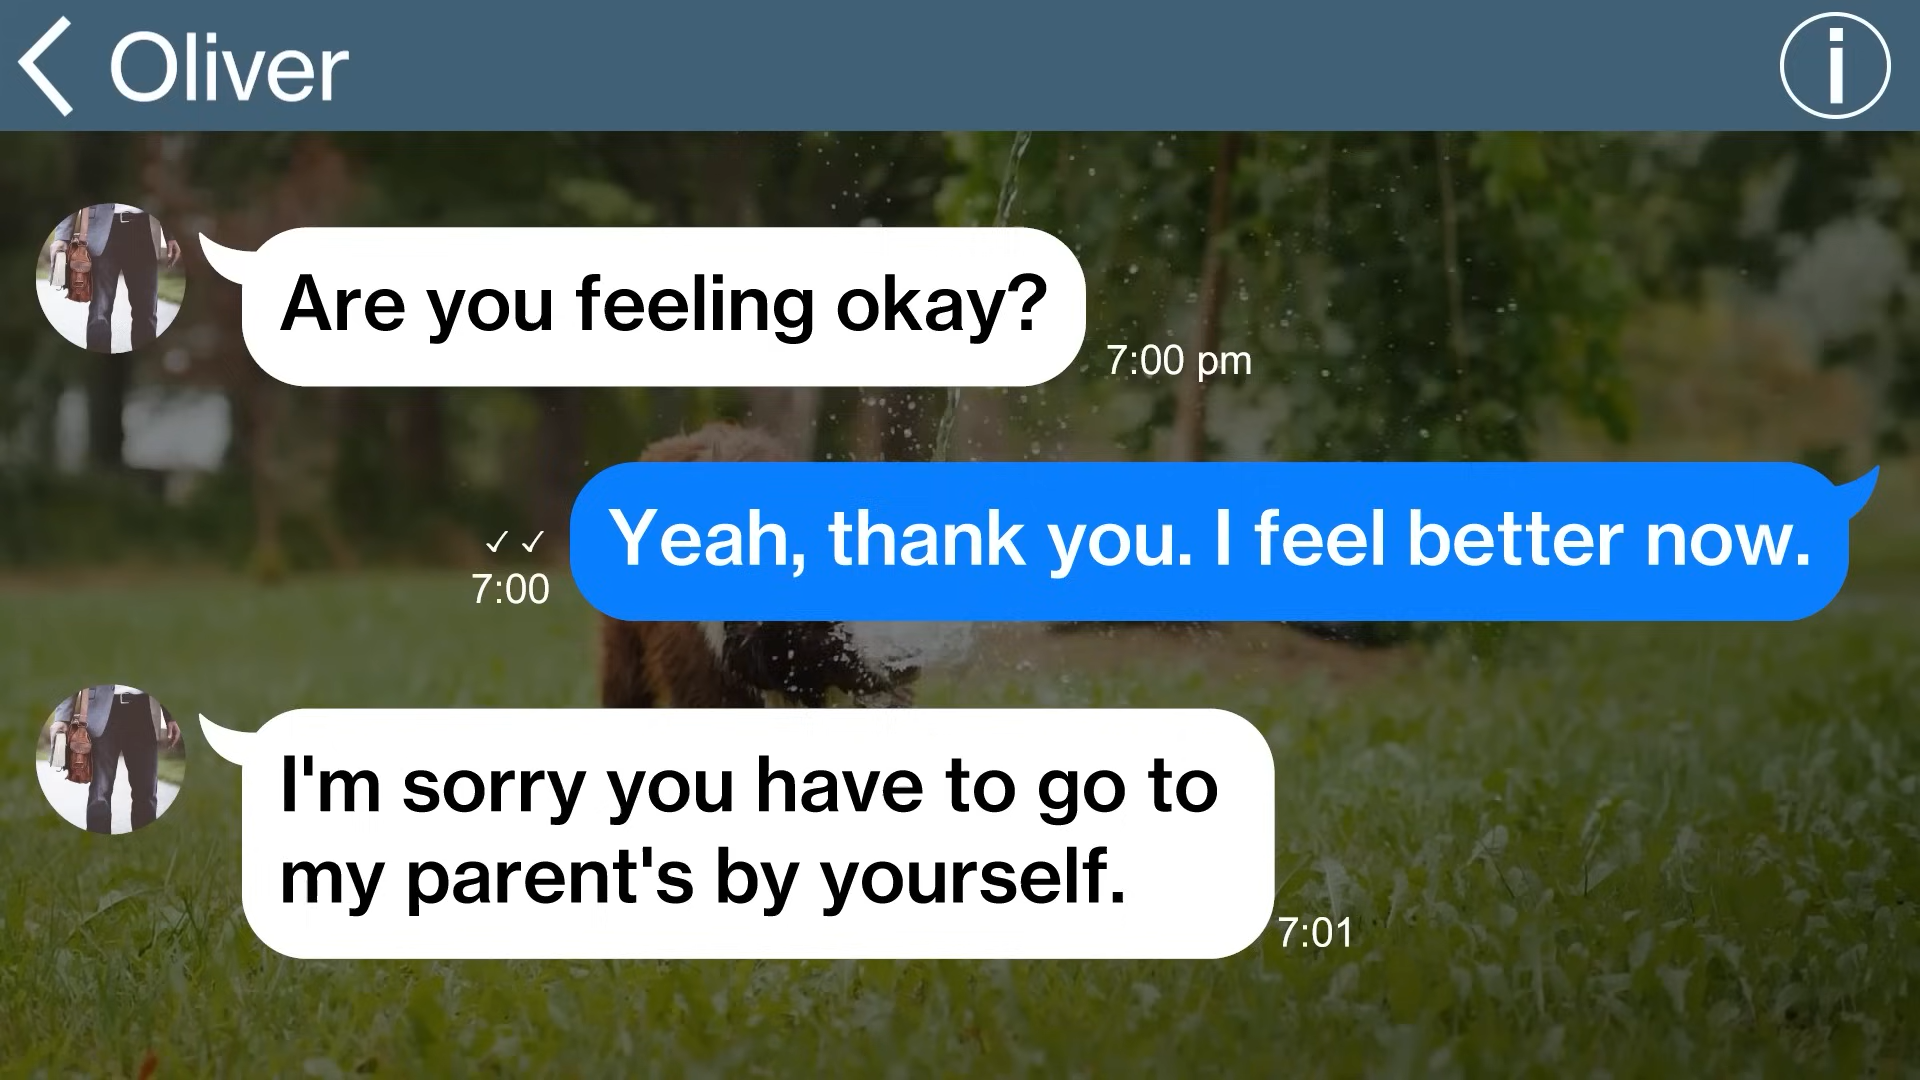 Oliver
Are you feeling okay?
7:00 pm
Yeah, thank you. I feel better now.
7:00
I'm sorry you have to go to
my parent's by yourself.
7:01